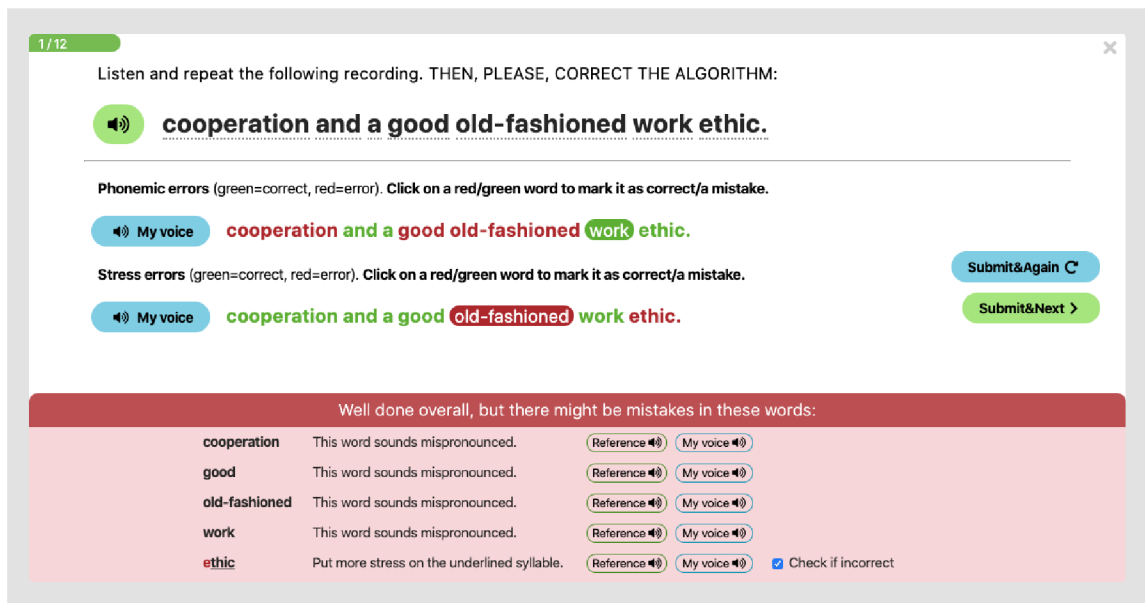 1/12
Listen and repeat the following recording. THEN, PLEASE, CORRECT THE ALGORITHM:
cooperation and a good old-fashioned work ethic.
Phonemic errors (green=correct, red=error). Click on a red/green word to mark it as correct/a mistake.
My voice cooperation and a good old-fashioned work ethic.
Stress errors (green=correct, red=error). Click on a red/green word to mark it as correct/a mistake.
Submit&Again
My voice cooperation and a good old-fashioned work ethic.
Submit&Next
Well done overall, but there might be mistakes in these words:
cooperation This word sounds mispronounced. Reference My voice
good This word sounds mispronounced. Reference My voice
old-fashioned This word sounds mispronounced. Reference My voice
work This word sounds mispronounced. Reference My voice
ethic Put more stress on the underlined syllable. Reference My voice Check if incorrect